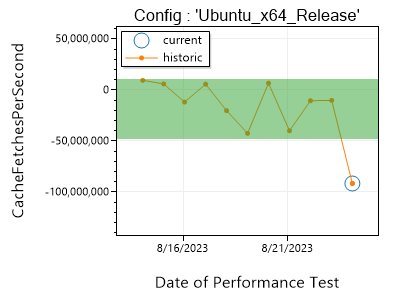 Config : 'Ubuntu_x64_Release'
current
historic
50,000,000
0
-50,000,000
-100,000,000
CacheFetchesPerSecond
8/16/2023
8/21/2023
Date of Performance Test